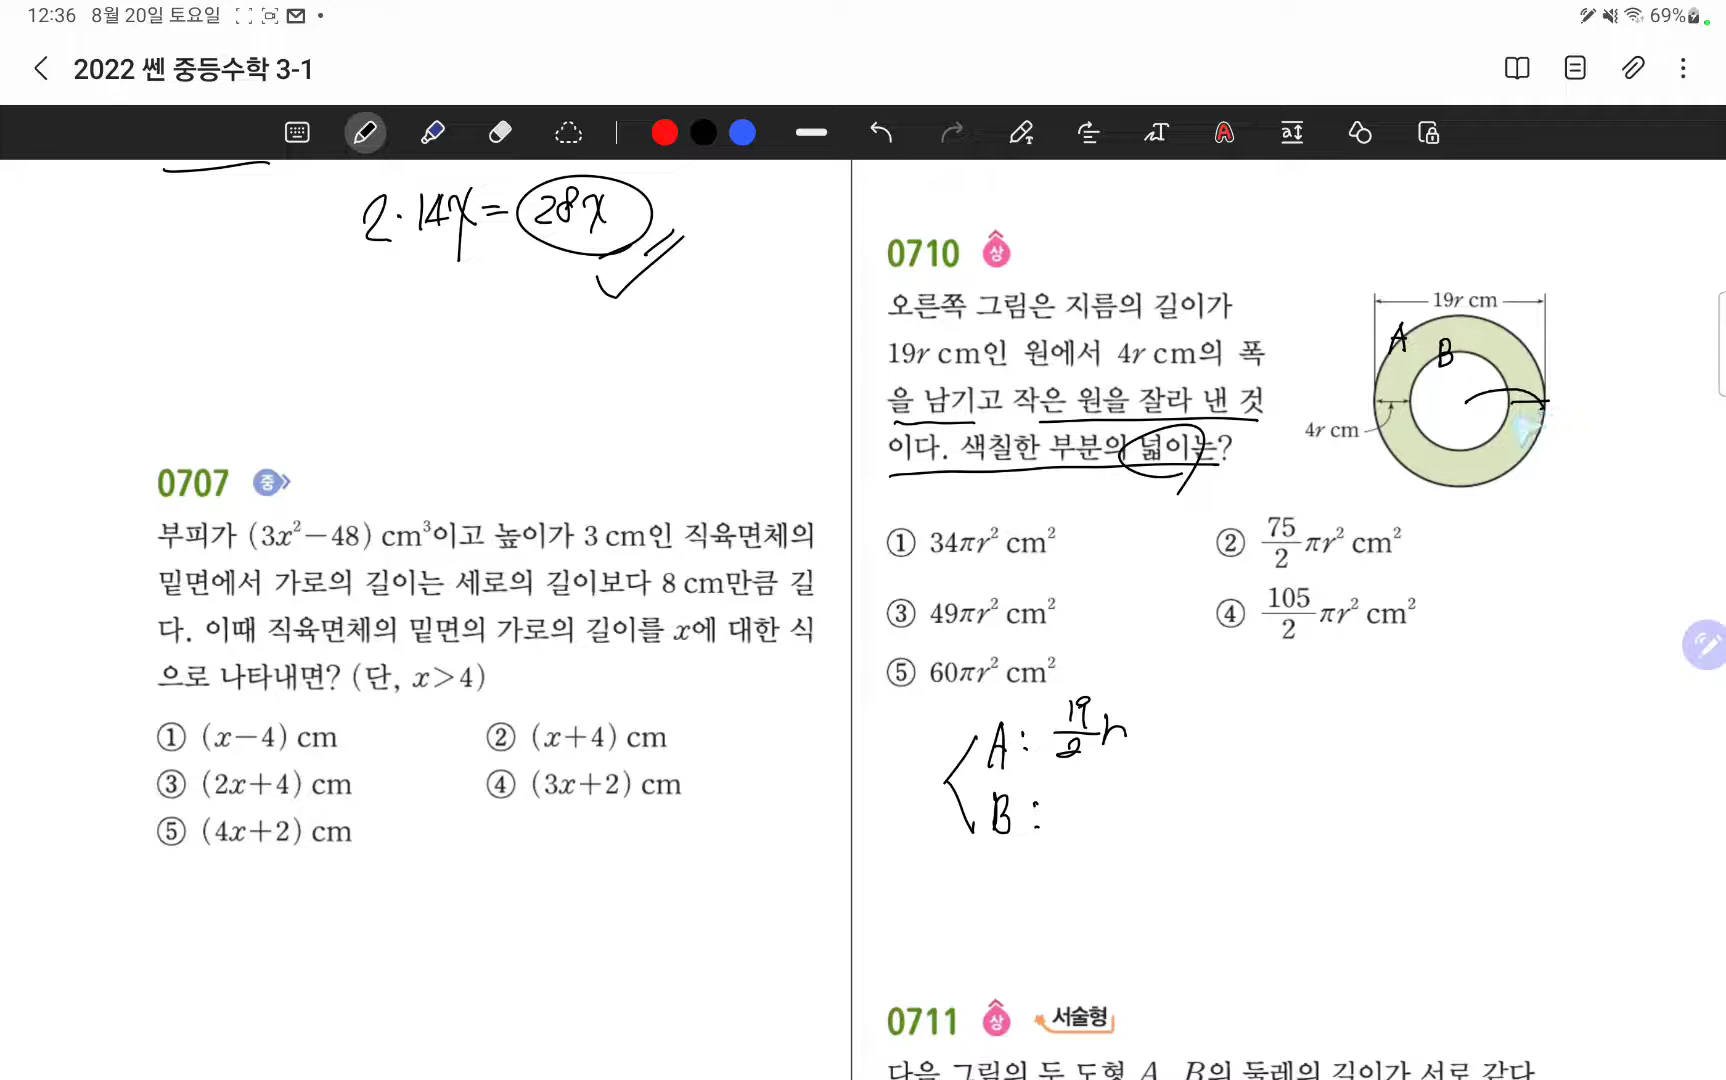 12:36 8월 20일 토요일
69%
2022 쎈 중등수학 3-1
2·14x=28x
0707 중
부피가 (3x²−48) cm³이고 높이가 3 cm인 직육면체의
밑면에서 가로의 길이는 세로의 길이보다 8 cm만큼 길
다. 이때 직육면체의 밑면의 가로의 길이를 x에 대한 식
으로 나타내면? (단, x>4)
① (x−4) cm ② (x+4) cm
③ (2x+4) cm ④ (3x+2) cm
⑤ (4x+2) cm
0710 상
오른쪽 그림은 지름의 길이가
19r cm인 원에서 4r cm의 폭
을 남기고 작은 원을 잘라 낸 것
이다. 색칠한 부분의 넓이는?
19r cm
A
B
4r cm
① 34πr² cm² ② 75/2 πr² cm²
③ 49πr² cm² ④ 105/2 πr² cm²
⑤ 60πr² cm²
A: 19/2 r
B:
0711 상 서술형
다음 그림의 두 도형 A, B의 둘레의 길이가 서로 같다